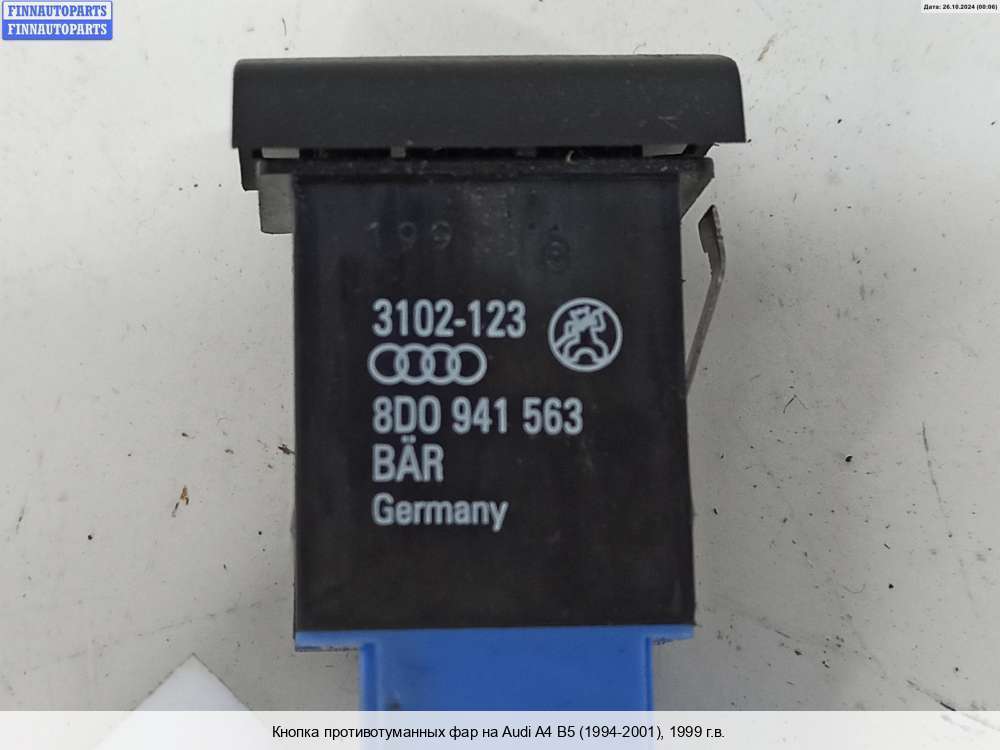 FINNAUTOPARTS
FINNAUTOPARTS
Дата: 26.10.2024 (00:06)
199
3102-123
8D0 941 563
BÄR
Germany
Кнопка противотуманных фар на Audi A4 B5 (1994-2001), 1999 г.в.